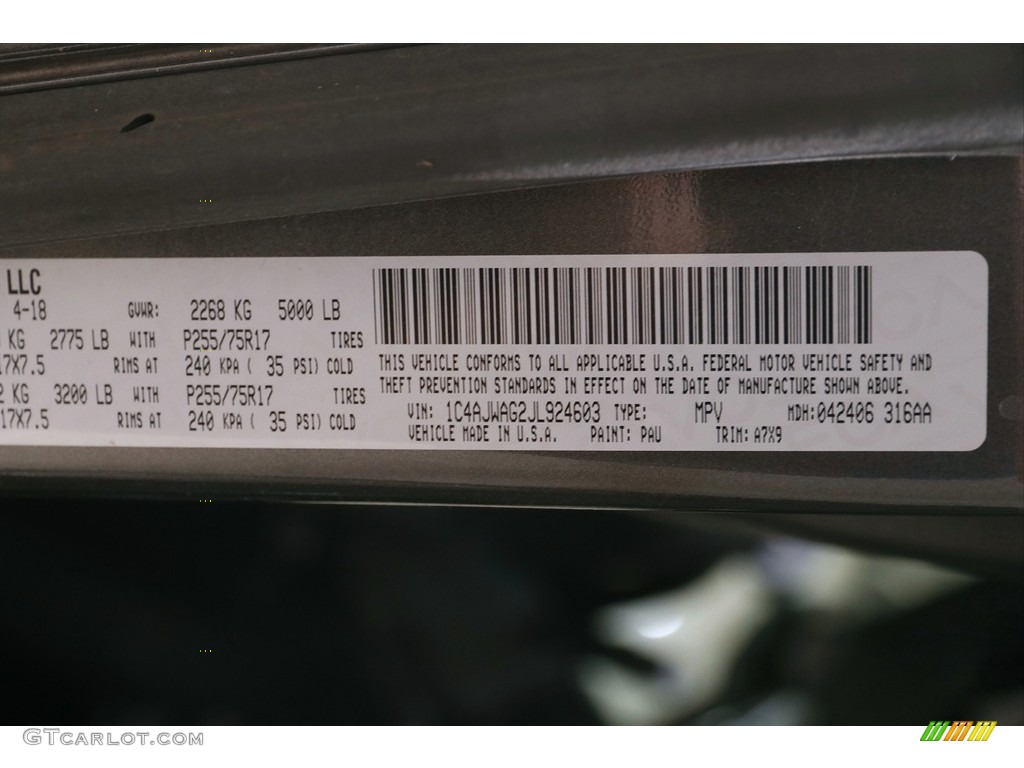 LLC
4-18 GVWR: 2268 KG 5000 LB
KG 2775 LB WITH P255/75R17 TIRES
17X7.5 RIMS AT 240 KPA ( 35 PSI) COLD
KG 3200 LB WITH P255/75R17 TIRES
17X7.5 RIMS AT 240 KPA ( 35 PSI) COLD
THIS VEHICLE CONFORMS TO ALL APPLICABLE U.S.A. FEDERAL MOTOR VEHICLE SAFETY AND
THEFT PREVENTION STANDARDS IN EFFECT ON THE DATE OF MANUFACTURE SHOWN ABOVE.
VIN: 1C4AJWAG2JL924603 TYPE: MPV MDH:042406 316AA
VEHICLE MADE IN U.S.A. PAINT: PAU TRIM: A7X9
GTCarlot.com